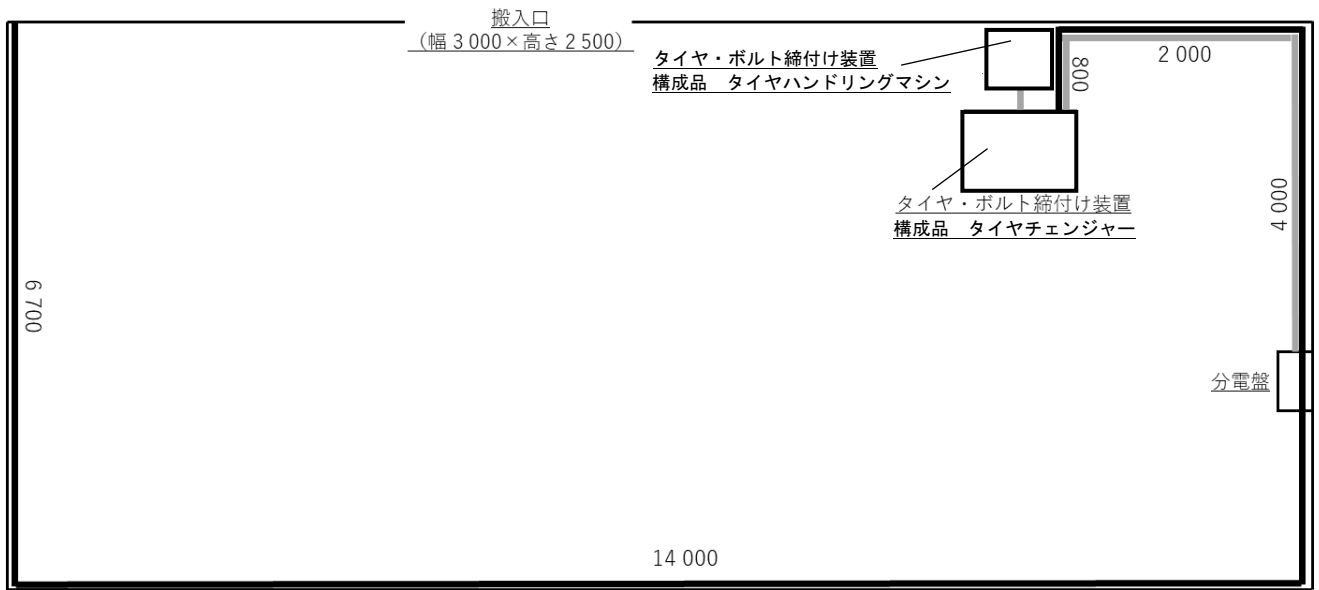 搬入口
（幅 3 000×高さ 2 500）
タイヤ・ボルト締付け装置
構成品　タイヤハンドリングマシン
800
2 000
タイヤ・ボルト締付け装置
構成品　タイヤチェンジャー
4 000
6 700
分電盤
14 000